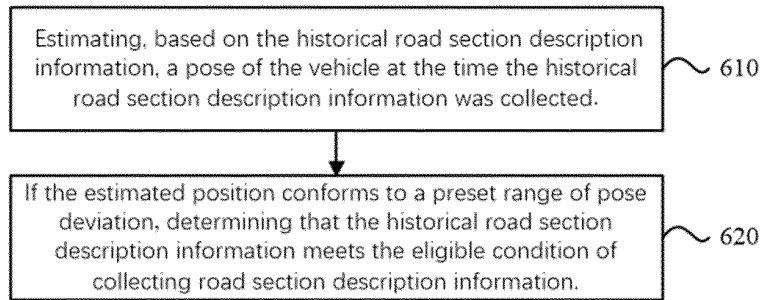 Estimating, based on the historical road section description
information, a pose of the vehicle at the time the historical
road section description information was collected.
610
If the estimated position conforms to a preset range of pose
deviation, determining that the historical road section
description information meets the eligible condition of
collecting road section description information.
620